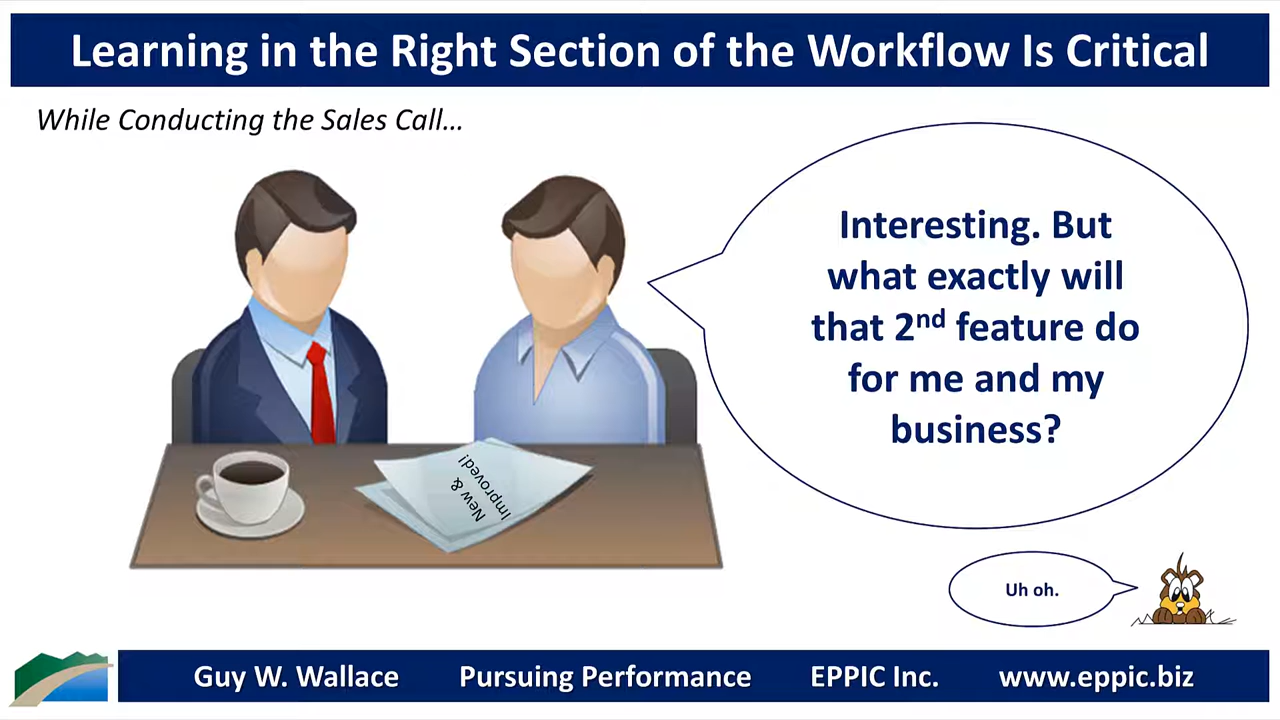 Learning in the Right Section of the Workflow Is Critical
While Conducting the Sales Call...
Interesting. But
what exactly will
that 2nd feature do
for me and my
business?
New &
Improved!
Uh oh.
Guy W. Wallace Pursuing Performance EPPIC Inc. www.eppic.biz